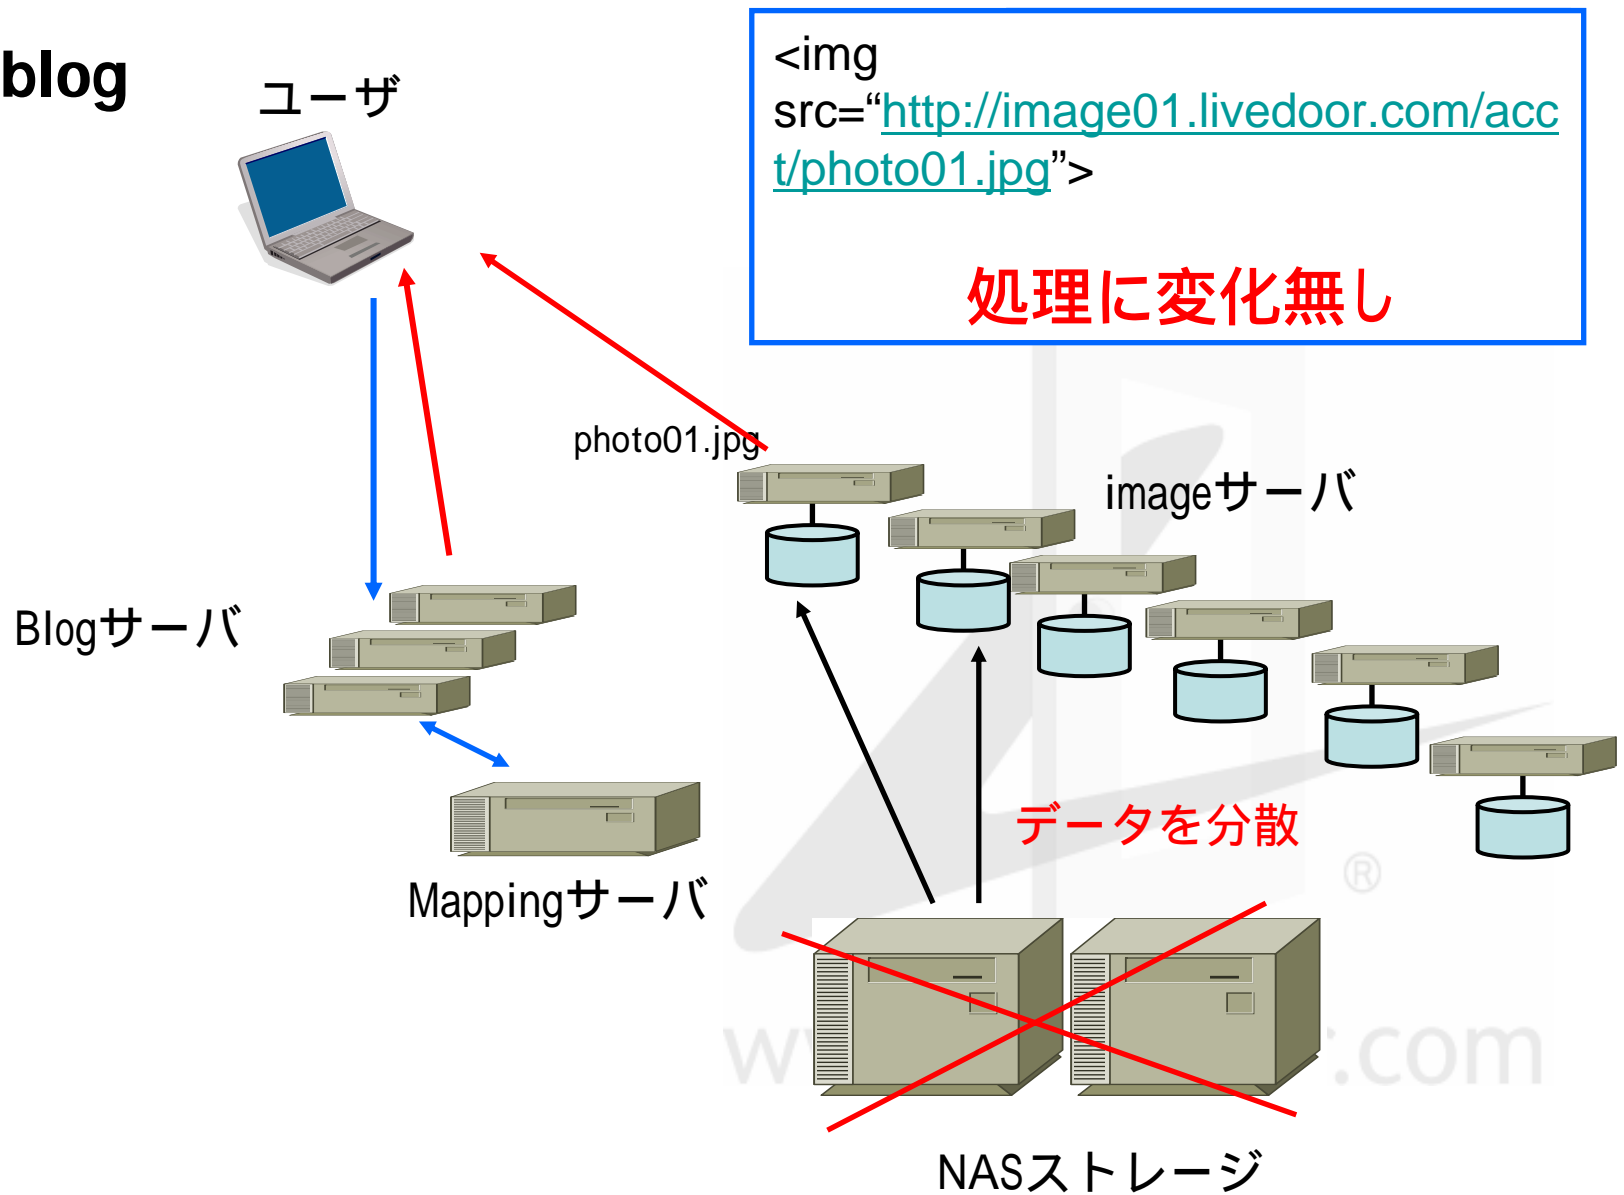 blog
ユーザ
<img
src=“http://image01.livedoor.com/acc
t/photo01.jpg”>
処理に変化無し
photo01.jpg
imageサーバ
Blogサーバ
データを分散
Mappingサーバ
®
.com
NASストレージ